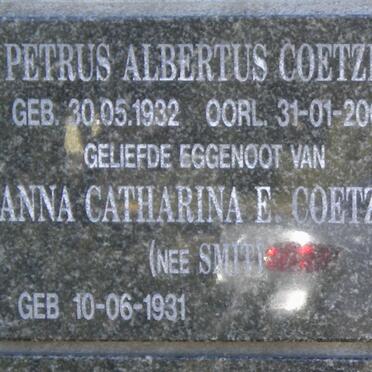 PETRUS ALBERTUS COETZ
GEB. 30.05.1932 OORL. 31-01-20
GELIEFDE EGGENOOT VAN
ANNA CATHARINA E. COETZ
(NEE SMIT)
GEB 10-06-1931